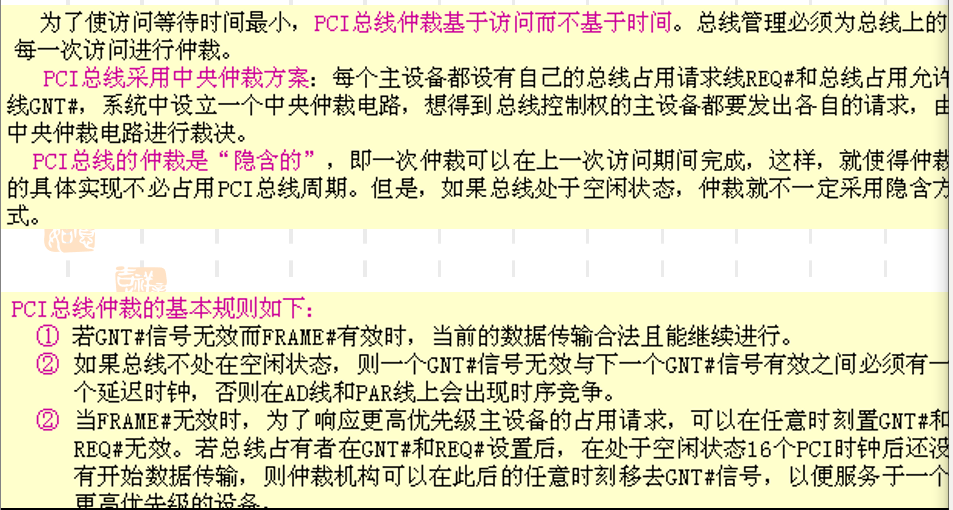 为了使访问等待时间最小，PCI总线仲裁基于访问而不基于时间。总线管理必须为总线上的
每一次访问进行仲裁。
PCI总线采用中央仲裁方案：每个主设备都设有自己的总线占用请求线REQ#和总线占用允许
线GNT#，系统中设立一个中央仲裁电路，想得到总线控制权的主设备都要发出各自的请求，由
中央仲裁电路进行裁决。
PCI总线的仲裁是“隐含的”，即一次仲裁可以在上一次访问期间完成，这样，就使得仲裁
的具体实现不必占用PCI总线周期。但是，如果总线处于空闲状态，仲裁就不一定采用隐含方
式。
PCI总线仲裁的基本规则如下：
① 若GNT#信号无效而FRAME#有效时，当前的数据传输合法且能继续进行。
② 如果总线不处在空闲状态，则一个GNT#信号无效与下一个GNT#信号有效之间必须有一
个延迟时钟，否则在AD线和PAR线上会出现时序竞争。
② 当FRAME#无效时，为了响应更高优先级主设备的占用请求，可以在任意时刻置GNT#和
REQ#无效。若总线占有者在GNT#和REQ#设置后，在处于空闲状态16个PCI时钟后还没
有开始数据传输，则仲裁机构可以在此后的任意时刻移去GNT#信号，以便服务于一个
更高优先级的设备。